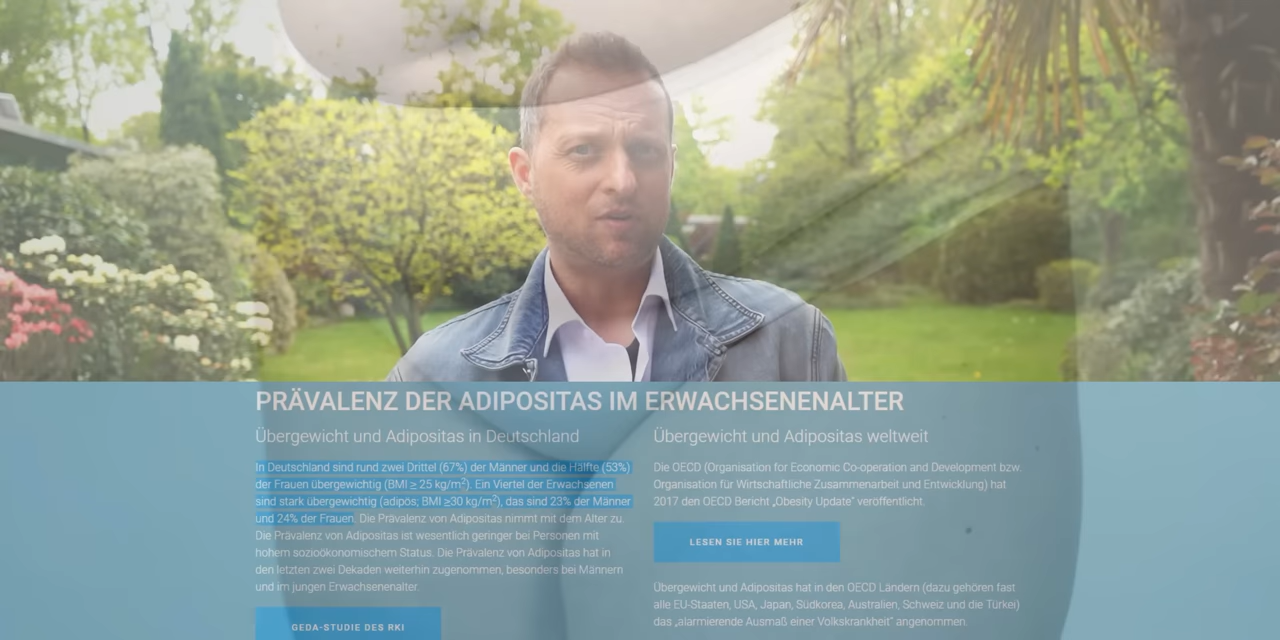 PRÄVALENZ DER ADIPOSITAS IM ERWACHSENENALTER
Übergewicht und Adipositas in Deutschland
In Deutschland sind rund zwei Drittel (67%) der Männer und die Hälfte (53%)
der Frauen übergewichtig (BMI ≥ 25 kg/m²). Ein Viertel der Erwachsenen
sind stark übergewichtig (adipös; BMI ≥30 kg/m²), das sind 23% der Männer
und 24% der Frauen. Die Prävalenz von Adipositas nimmt mit dem Alter zu.
Die Prävalenz von Adipositas ist wesentlich geringer bei Personen mit
hohem sozioökonomischem Status. Die Prävalenz von Adipositas hat in
den letzten zwei Dekaden weiterhin zugenommen, besonders bei Männern
und im jungen Erwachsenenalter.
GEDA-STUDIE DES RKI
Übergewicht und Adipositas weltweit
Die OECD (Organisation for Economic Co-operation and Development bzw.
Organisation für Wirtschaftliche Zusammenarbeit und Entwicklung) hat
2017 den OECD Bericht „Obesity Update“ veröffentlicht.
LESEN SIE HIER MEHR
Übergewicht und Adipositas hat in den OECD Ländern (dazu gehören fast
alle EU-Staaten, USA, Japan, Südkorea, Australien, Schweiz und die Türkei)
das „alarmierende Ausmaß einer Volkskrankheit“ angenommen.